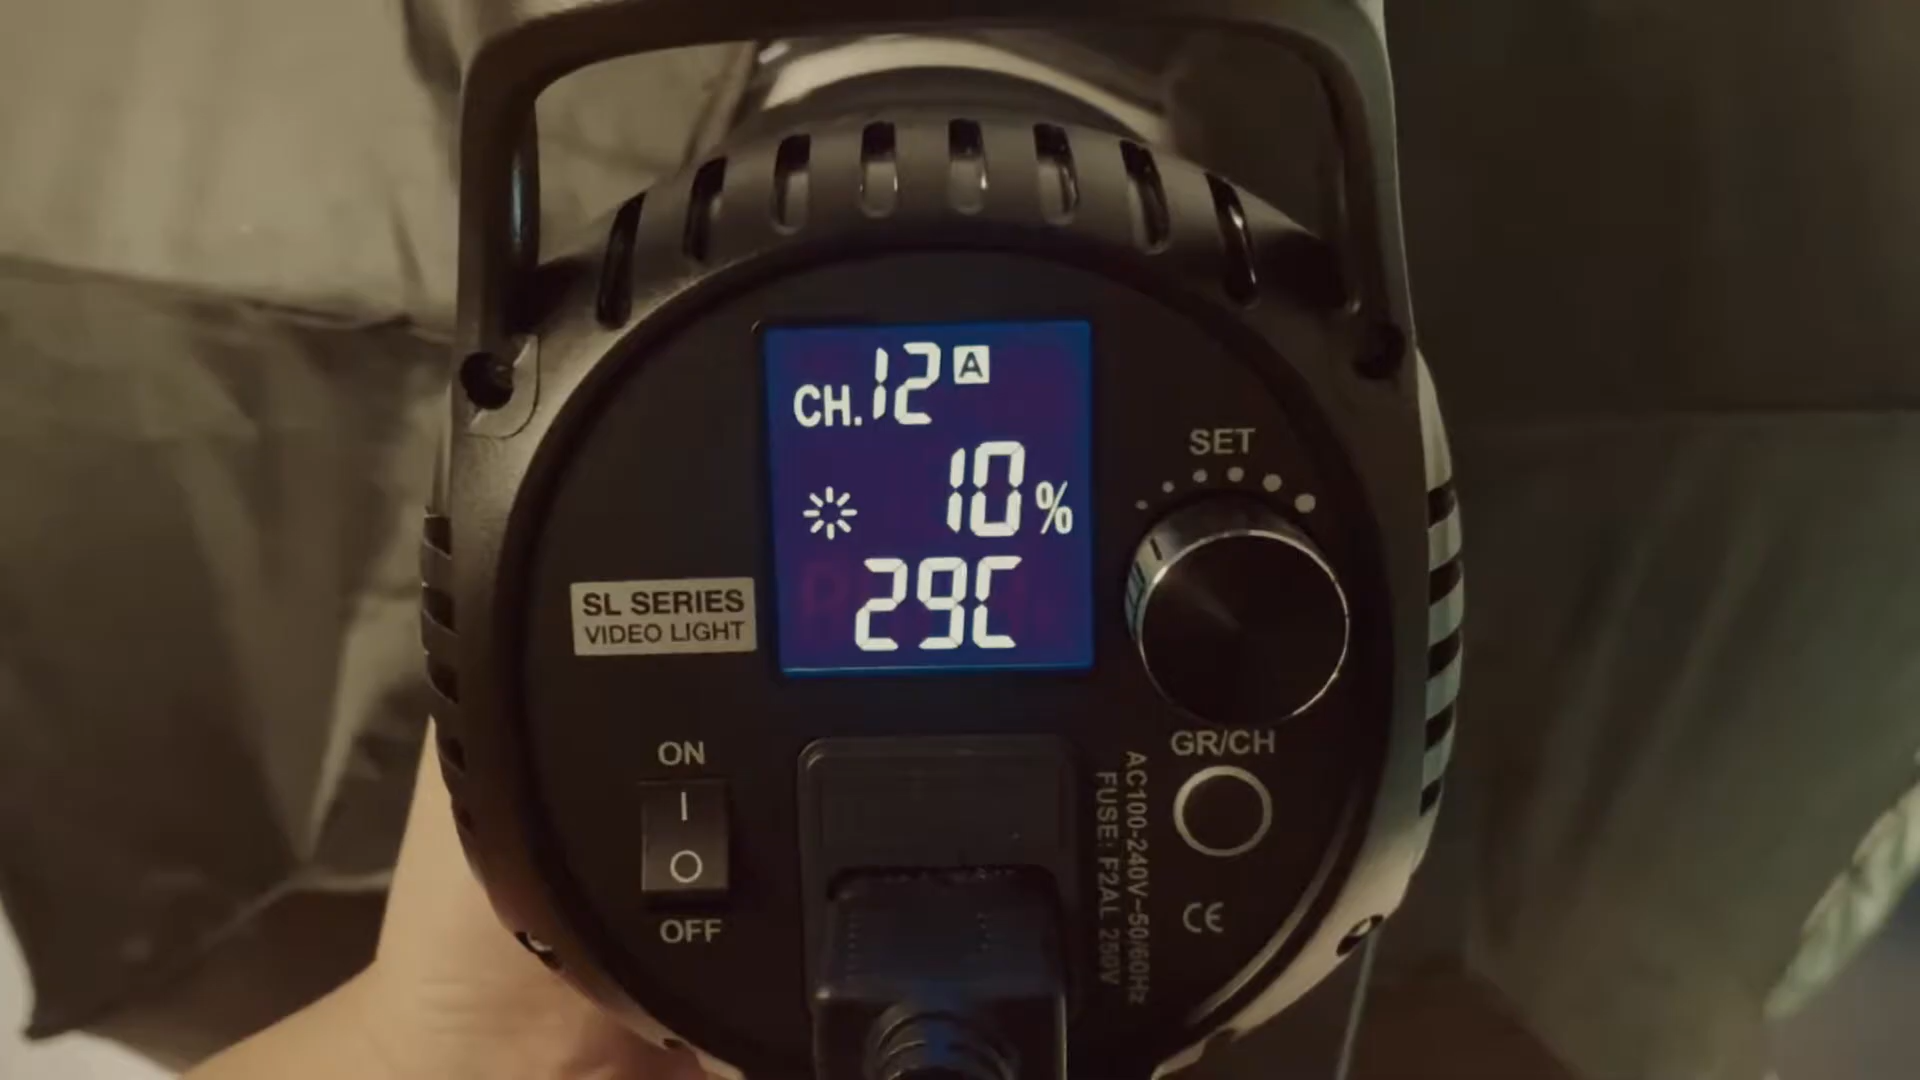 CH.12 A
10%
29C
SET
SL SERIES
VIDEO LIGHT
ON
I
O
OFF
GR/CH
AC100-240V~50/60Hz
FUSE: F2AL 250V
CE